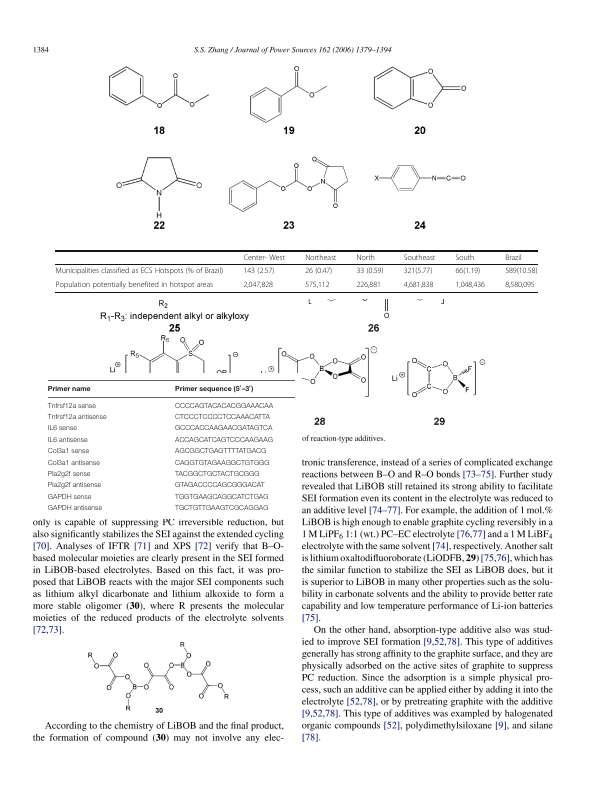 1384
S.S. Zhang / Journal of Power Sources 162 (2006) 1379–1394
O
O
O
18
O
O
19
O
O
O
20
O
N
O
H
22
O
O
O
O
N
O
O
23
X
N
C
O
24
Center- West Northeast North Southeast South Brazil
Municipalities classified as ECS Hotspots (% of Brazil) 143 (2.57) 26 (0.47) 33 (0.59) 321(5.77) 66(1.19) 589(10.58)
Population potentially benefited in hotspot areas 2,047,828 575,112 226,881 4,681,838 1,048,436 8,580,095
R2
R1-R3: independent alkyl or alkyloxy
25
O
26
Li
R5
O
O
S
Li
O
O
O
O
B
O
28
Li
O
O
O
O
B
F
F
29
Primer name Primer sequence (5′–3′)
Tnfrsf12a sense CCCCAGTACACACGGAAACAA
Tnfrsf12a antisense CTCCCTCCCCTCCAAACATTA
IL6 sense GCCCACCAAGAACGATAGTCA
IL6 antisense ACCAGCATCAGTCCCAAGAAG
Col3a1 sense AGCGGCTGAGTTTTATGACG
Col3a1 antisense CAGGTGTAGAAGGCTGTGGG
Pla2g2f sense TACGGCTGCTACTGCGGG
Pla2g2f antisense GTAGACCCCAGCGGGACAT
GAPDH sense TGGTGAAGCAGGCATCTGAG
GAPDH antisense TGCTGTTGAAGTCGCAGGAG
only is capable of suppressing PC irreversible reduction, but
also significantly stabilizes the SEI against the extended cycling
[70]. Analyses of IFTR [71] and XPS [72] verify that B–O-
based molecular moieties are clearly present in the SEI formed
in LiBOB-based electrolytes. Based on this fact, it was pro-
posed that LiBOB reacts with the major SEI components such
as lithium alkyl dicarbonate and lithium alkoxide to form a
more stable oligomer (30), where R presents the molecular
moieties of the reduced products of the electrolyte solvents
[72,73].
R
O
O
O
O
B
O
R
O
O
O
O
B
O
R
O
O
O
O
R
30
According to the chemistry of LiBOB and the final product,
the formation of compound (30) may not involve any elec-
of reaction-type additives.
tronic transference, instead of a series of complicated exchange
reactions between B–O and R–O bonds [73–75]. Further study
revealed that LiBOB still retained its strong ability to facilitate
SEI formation even its content in the electrolyte was reduced to
an additive level [74–77]. For example, the addition of 1 mol.%
LiBOB is high enough to enable graphite cycling reversibly in a
1 M LiPF6 1:1 (wt.) PC–EC electrolyte [76,77] and a 1 M LiBF4
electrolyte with the same solvent [74], respectively. Another salt
is lithium oxaltodifluoroborate (LiODFB, 29) [75,76], which has
the similar function to stabilize the SEI as LiBOB does, but it
is superior to LiBOB in many other properties such as the solu-
bility in carbonate solvents and the ability to provide better rate
capability and low temperature performance of Li-ion batteries
[75].
On the other hand, absorption-type additive also was stud-
ied to improve SEI formation [9,52,78]. This type of additives
generally has strong affinity to the graphite surface, and they are
physically adsorbed on the active sites of graphite to suppress
PC reduction. Since the adsorption is a simple physical pro-
cess, such an additive can be applied either by adding it into the
electrolyte [52,78], or by pretreating graphite with the additive
[9,52,78]. This type of additives was exampled by halogenated
organic compounds [52], polydimethylsiloxane [9], and silane
[78].